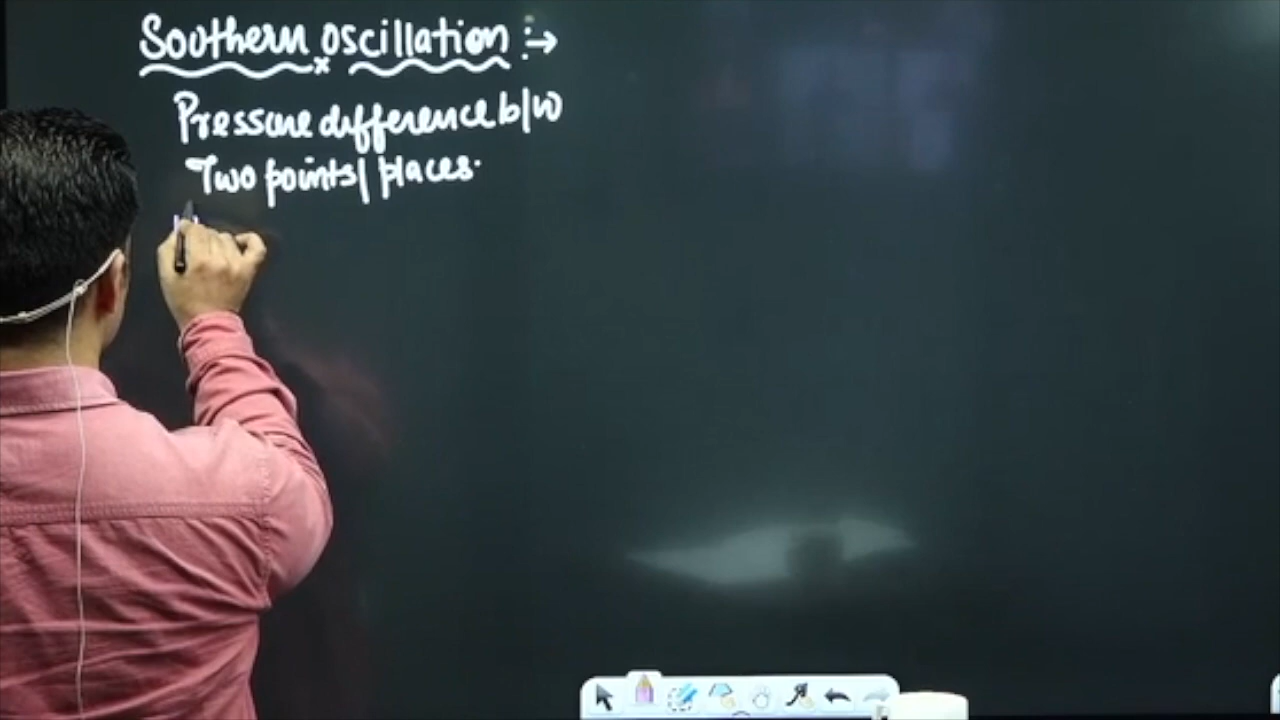 Southern oscillation :→
Pressure difference b/w
Two points/places.